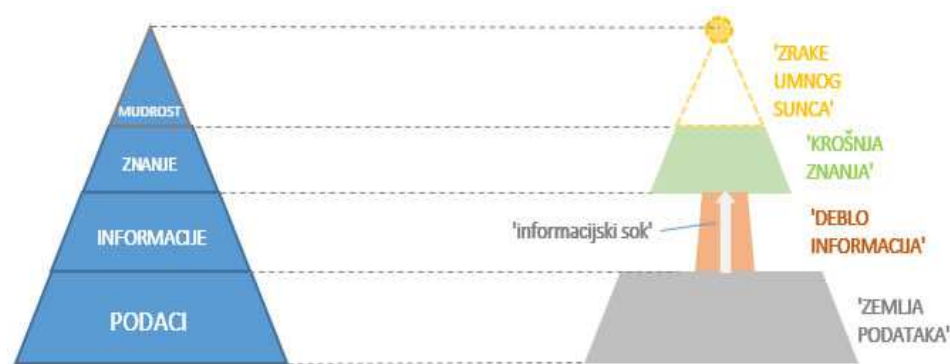 MUDROST
ZNANJE
INFORMACIJE
PODACI
'ZRAKE
UMNOG
SUNCA'
'KROŠNJA
ZNANJA'
'informacijski sok'
'DEBLO
INFORMACIJA'
'ZEMLJA
PODATAKA'